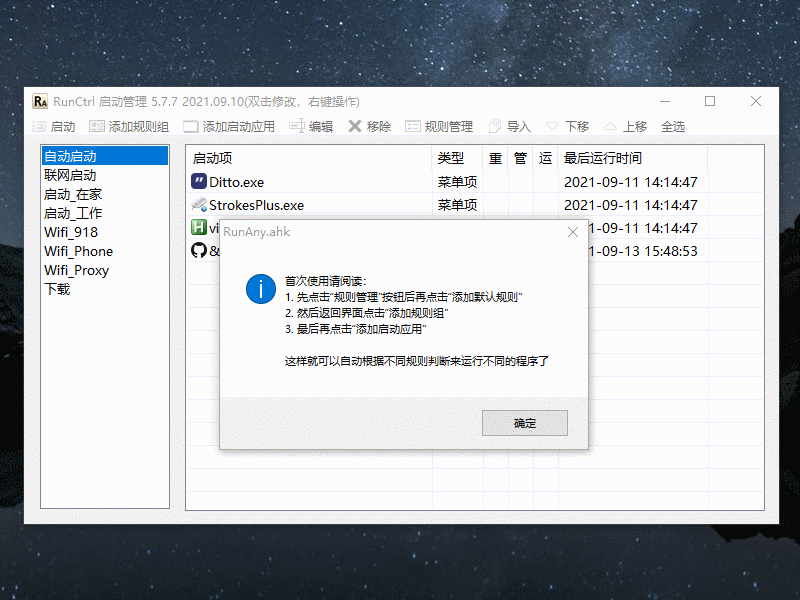 RA RunCtrl 启动管理 5.7.7 2021.09.10(双击修改，右键操作)
启动 添加规则组 添加启动应用 编辑 移除 规则管理 导入 下移 上移 全选
自动启动
联网启动
启动_在家
启动_工作
Wifi_918
Wifi_Phone
Wifi_Proxy
下载
启动项 类型 重 管 运 最后运行时间
Ditto.exe 菜单项 2021-09-11 14:14:47
StrokesPlus.exe 菜单项 2021-09-11 14:14:47
vi 1-09-11 14:14:47
& 1-09-13 15:48:53
RunAny.ahk
首次使用请阅读：
1. 先点击“规则管理”按钮后再点击“添加默认规则”
2. 然后返回界面点击“添加规则组”
3. 最后再点击“添加启动应用”
这样就可以自动根据不同规则判断来运行不同的程序了
确定